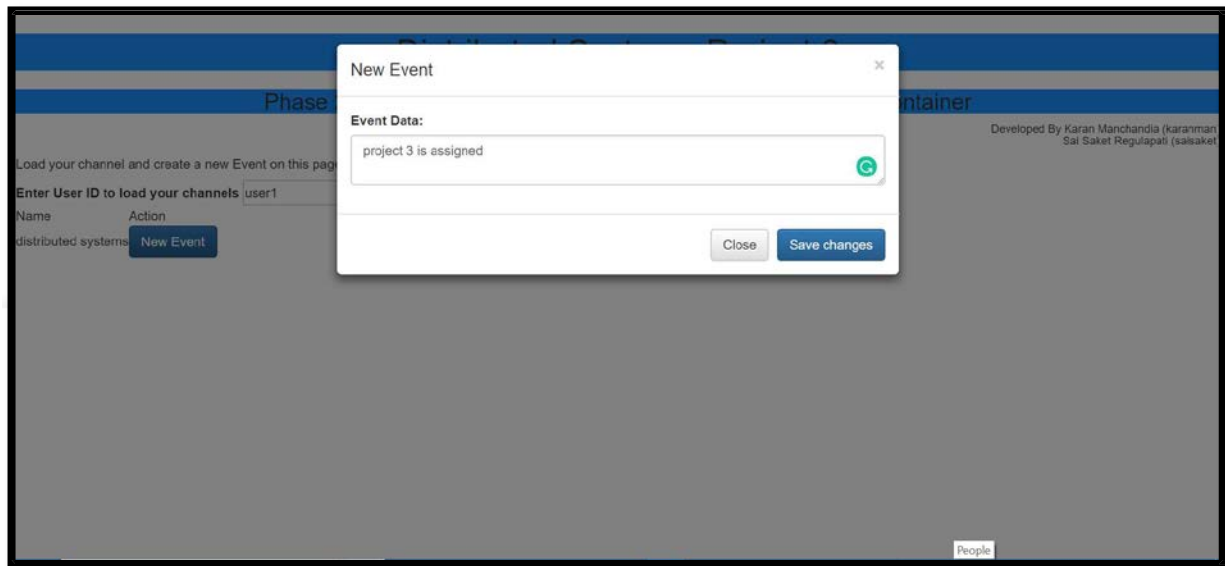 New Event ×
Phase
ntainer
Event Data:
project 3 is assigned
Developed By Karan Manchandia (karanman
Sai Saket Regulapati (saisaket
Load your channel and create a new Event on this pag
Enter User ID to load your channels user1
Name Action
distributed systems New Event
Close Save changes
People